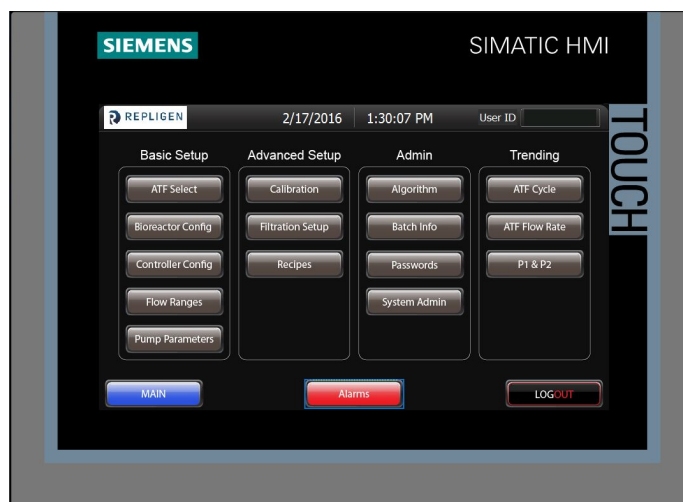 SIEMENS
SIMATIC HMI
TOUCH
REPLIGEN
2/17/2016
1:30:07 PM
User ID
Basic Setup
Advanced Setup
Admin
Trending
ATF Select
Calibration
Algorithm
ATF Cycle
Bioreactor Config
Filtration Setup
Batch Info
ATF Flow Rate
Controller Config
Recipes
Passwords
P1 & P2
Flow Ranges
System Admin
Pump Parameters
MAIN
Alarms
LOGOUT